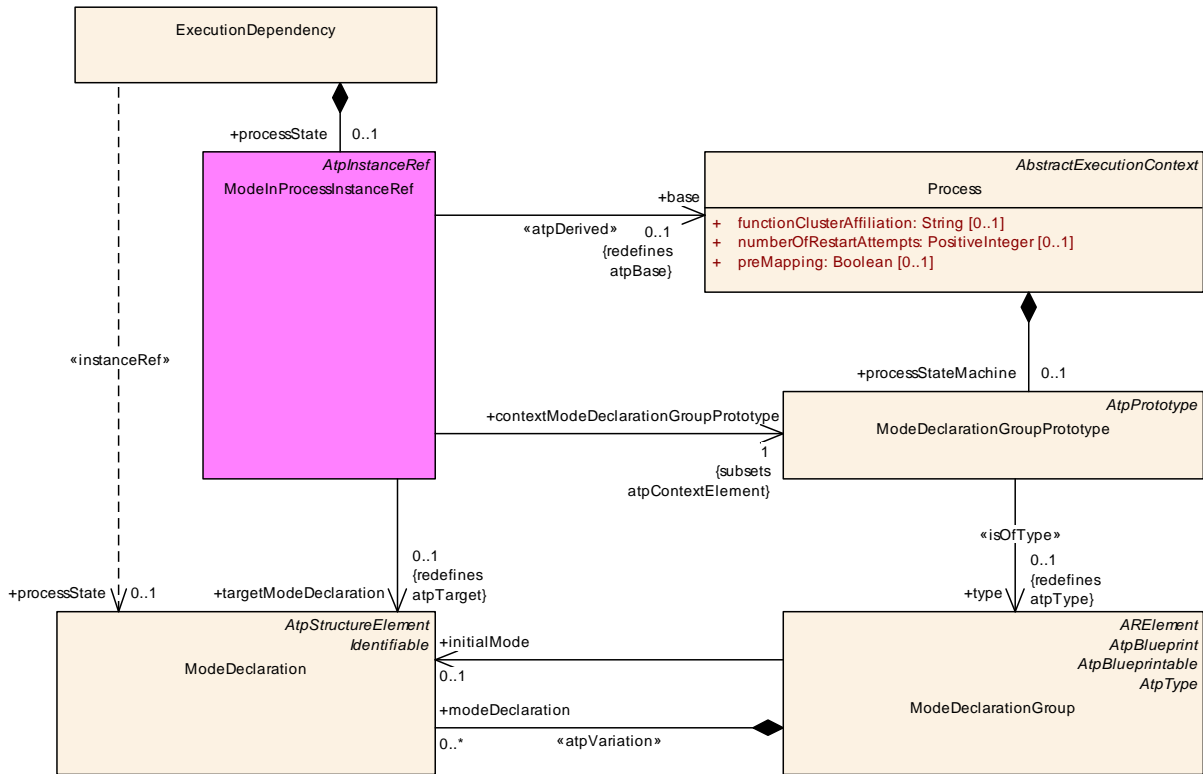 ExecutionDependency
+processState 0..1
AtpInstanceRef
ModeInProcessInstanceRef
AbstractExecutionContext
Process
+ functionClusterAffiliation: String [0..1]
+ numberOfRestartAttempts: PositiveInteger [0..1]
+ preMapping: Boolean [0..1]
+base
«atpDerived»
0..1
{redefines
atpBase}
«instanceRef»
+processStateMachine 0..1
+contextModeDeclarationGroupPrototype
1
{subsets
atpContextElement}
AtpPrototype
ModeDeclarationGroupPrototype
«isOfType»
0..1
{redefines
atpType}
+type
0..1
{redefines
atpTarget}
+targetModeDeclaration
+processState 0..1
AtpStructureElement
Identifiable
ModeDeclaration
+initialMode
0..1
+modeDeclaration
0..*
«atpVariation»
ARElement
AtpBlueprint
AtpBlueprintable
AtpType
ModeDeclarationGroup